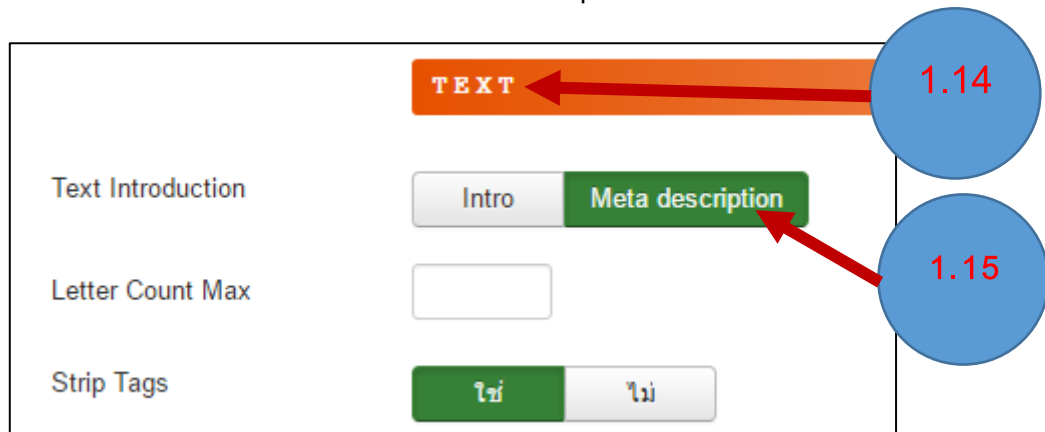 TEXT
1.14
Text Introduction
Intro
Meta description
1.15
Letter Count Max
Strip Tags
ใช่
ไม่